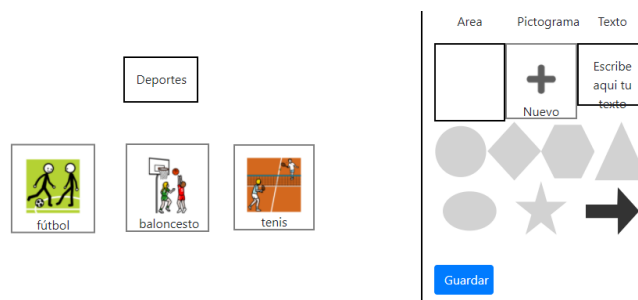 Area Pictograma Texto
Deportes
Escribe
aqui tu
texto
Nuevo
fútbol baloncesto tenis
Guardar